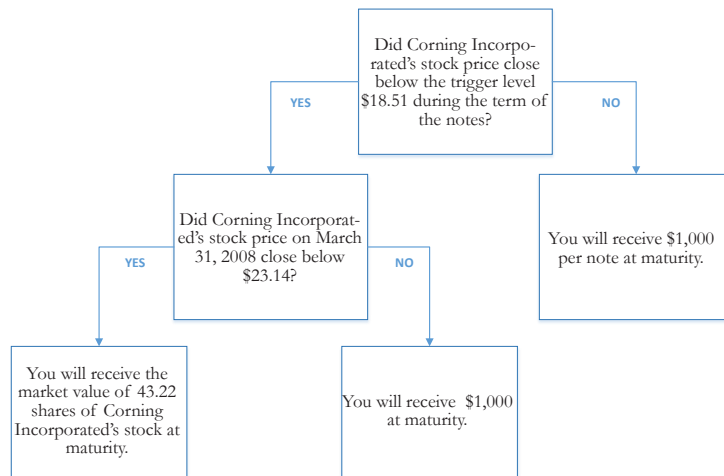 Did Corning Incorpo-
rated's stock price close
below the trigger level
$18.51 during the term of
the notes?
YES
NO
Did Corning Incorporat-
ed's stock price on March
31, 2008 close below
$23.14?
You will receive $1,000
per note at maturity.
YES
NO
You will receive the
market value of 43.22
shares of Corning
Incorporated's stock at
maturity.
You will receive $1,000
at maturity.